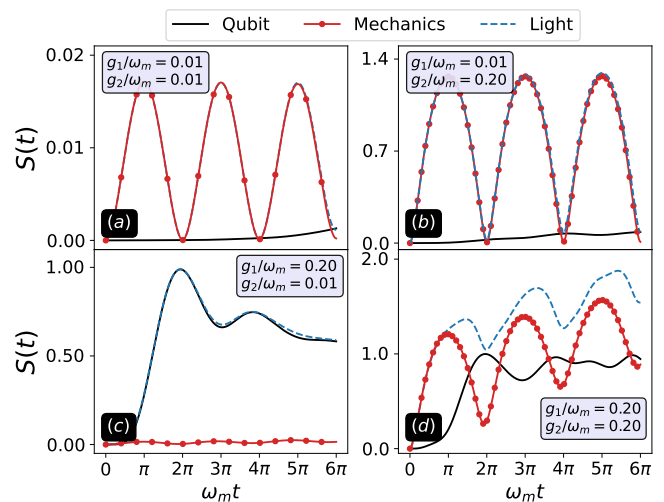 Qubit Mechanics Light
S(t)
0.02
0.01
0.00
g₁/ωₘ = 0.01
g₂/ωₘ = 0.01
(a)
1.4
0.7
0.0
g₁/ωₘ = 0.01
g₂/ωₘ = 0.20
(b)
S(t)
1.00
0.50
0.00
g₁/ωₘ = 0.20
g₂/ωₘ = 0.01
(c)
0 π 2π 3π 4π 5π 6π
ωₘt
2.0
1.0
0.0
g₁/ωₘ = 0.20
g₂/ωₘ = 0.20
(d)
0 π 2π 3π 4π 5π 6π
ωₘt